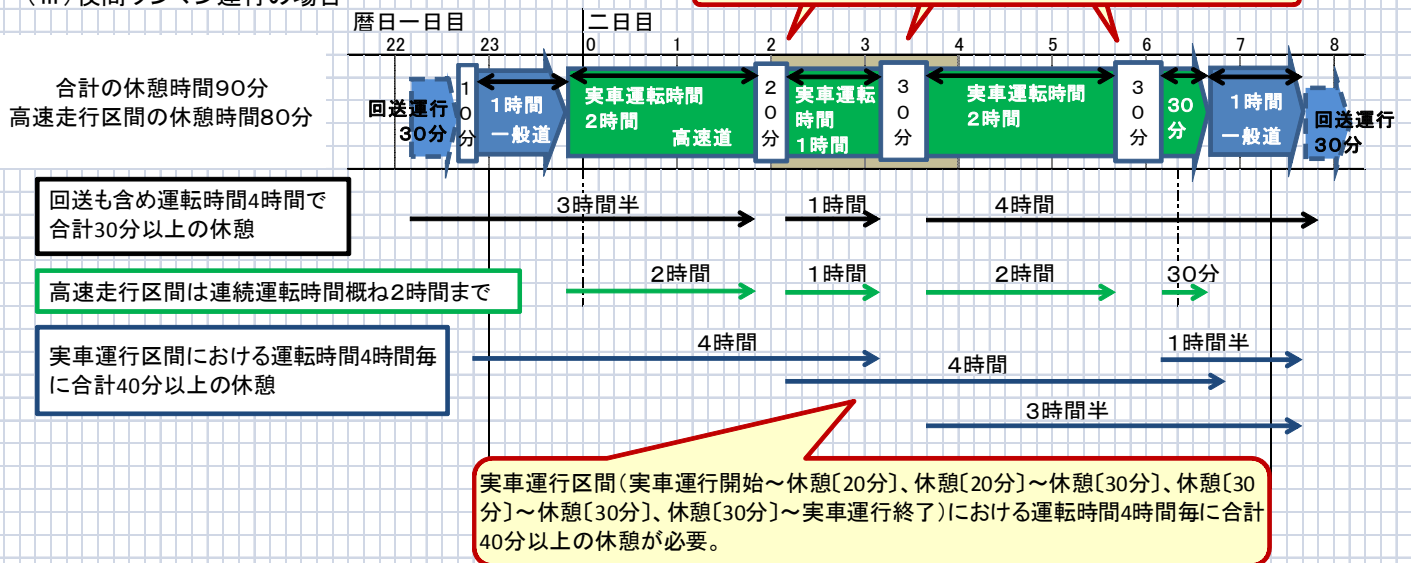 (ⅲ)夜間ワンマン運行の場合
暦日一日目
二日目
22 23 0 1 2 3 4 5 6 7 8
合計の休憩時間90分
高速走行区間の休憩時間80分
回送運行
30分
10分
1時間
一般道
実車運転時間
2時間
高速道
20分
実車運転
時間
1時間
30分
実車運転時間
2時間
30分
30
分
1時間
一般道
回送運行
30分
回送も含め運転時間4時間で
合計30分以上の休憩
3時間半
1時間
4時間
高速走行区間は連続運転時間概ね2時間まで
2時間
1時間
2時間
30分
実車運行区間における運転時間4時間毎
に合計40分以上の休憩
4時間
1時間半
4時間
3時間半
実車運行区間(実車運行開始～休憩〔20分〕、休憩〔20分〕～休憩〔30分〕、休憩〔30
分〕～休憩〔30分〕、休憩〔30分〕～実車運行終了)における運転時間4時間毎に合計
40分以上の休憩が必要。